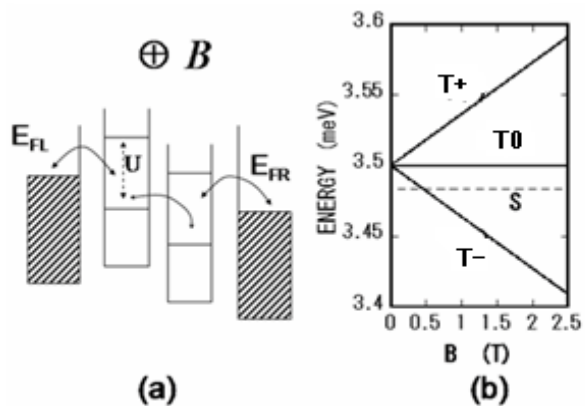 ⊕ B
E_FL
U
E_FR
(a)
ENERGY (meV)
3.6
3.55
3.5
3.45
3.4
T+
T0
S
T−
0 0.5 1 1.5 2 2.5
B (T)
(b)